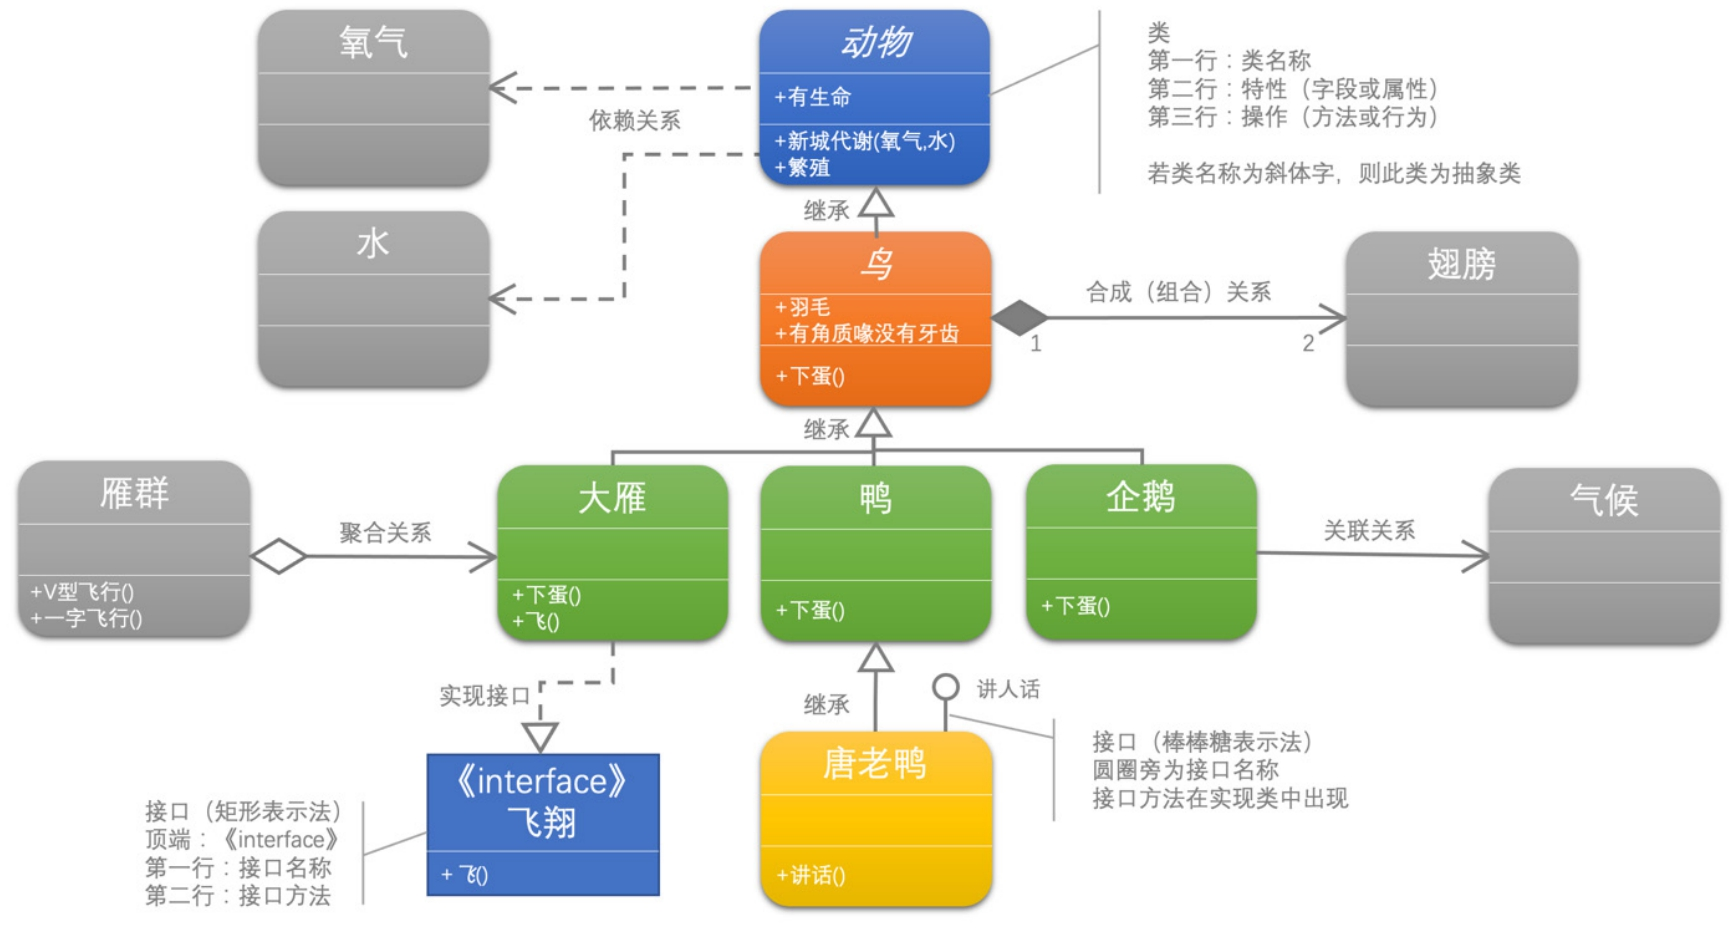 氧气
动物
+有生命
+新城代谢(氧气,水)
+繁殖
类
第一行：类名称
第二行：特性（字段或属性）
第三行：操作（方法或行为）
若类名称为斜体字，则此类为抽象类
依赖关系
水
继承
鸟
+羽毛
+有角质喙没有牙齿
+下蛋()
合成（组合）关系
1
2
翅膀
继承
雁群
+V型飞行()
+一字飞行()
聚合关系
大雁
+下蛋()
+飞()
鸭
+下蛋()
企鹅
+下蛋()
关联关系
气候
实现接口
继承
讲人话
接口（棒棒糖表示法）
圆圈旁为接口名称
接口方法在实现类中出现
《interface》
飞翔
+ 飞()
接口（矩形表示法）
顶端：《interface》
第一行：接口名称
第二行：接口方法
唐老鸭
+讲话()